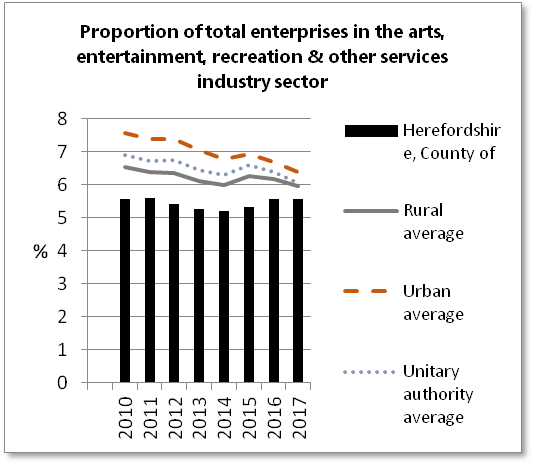 Proportion of total enterprises in the arts,
entertainment, recreation & other services
industry sector
8
7
6
5
% 4
3
2
1
0
2010 2011 2012 2013 2014 2015 2016 2017
Herefordshir
e, County of
Rural
average
Urban
average
Unitary
authority
average